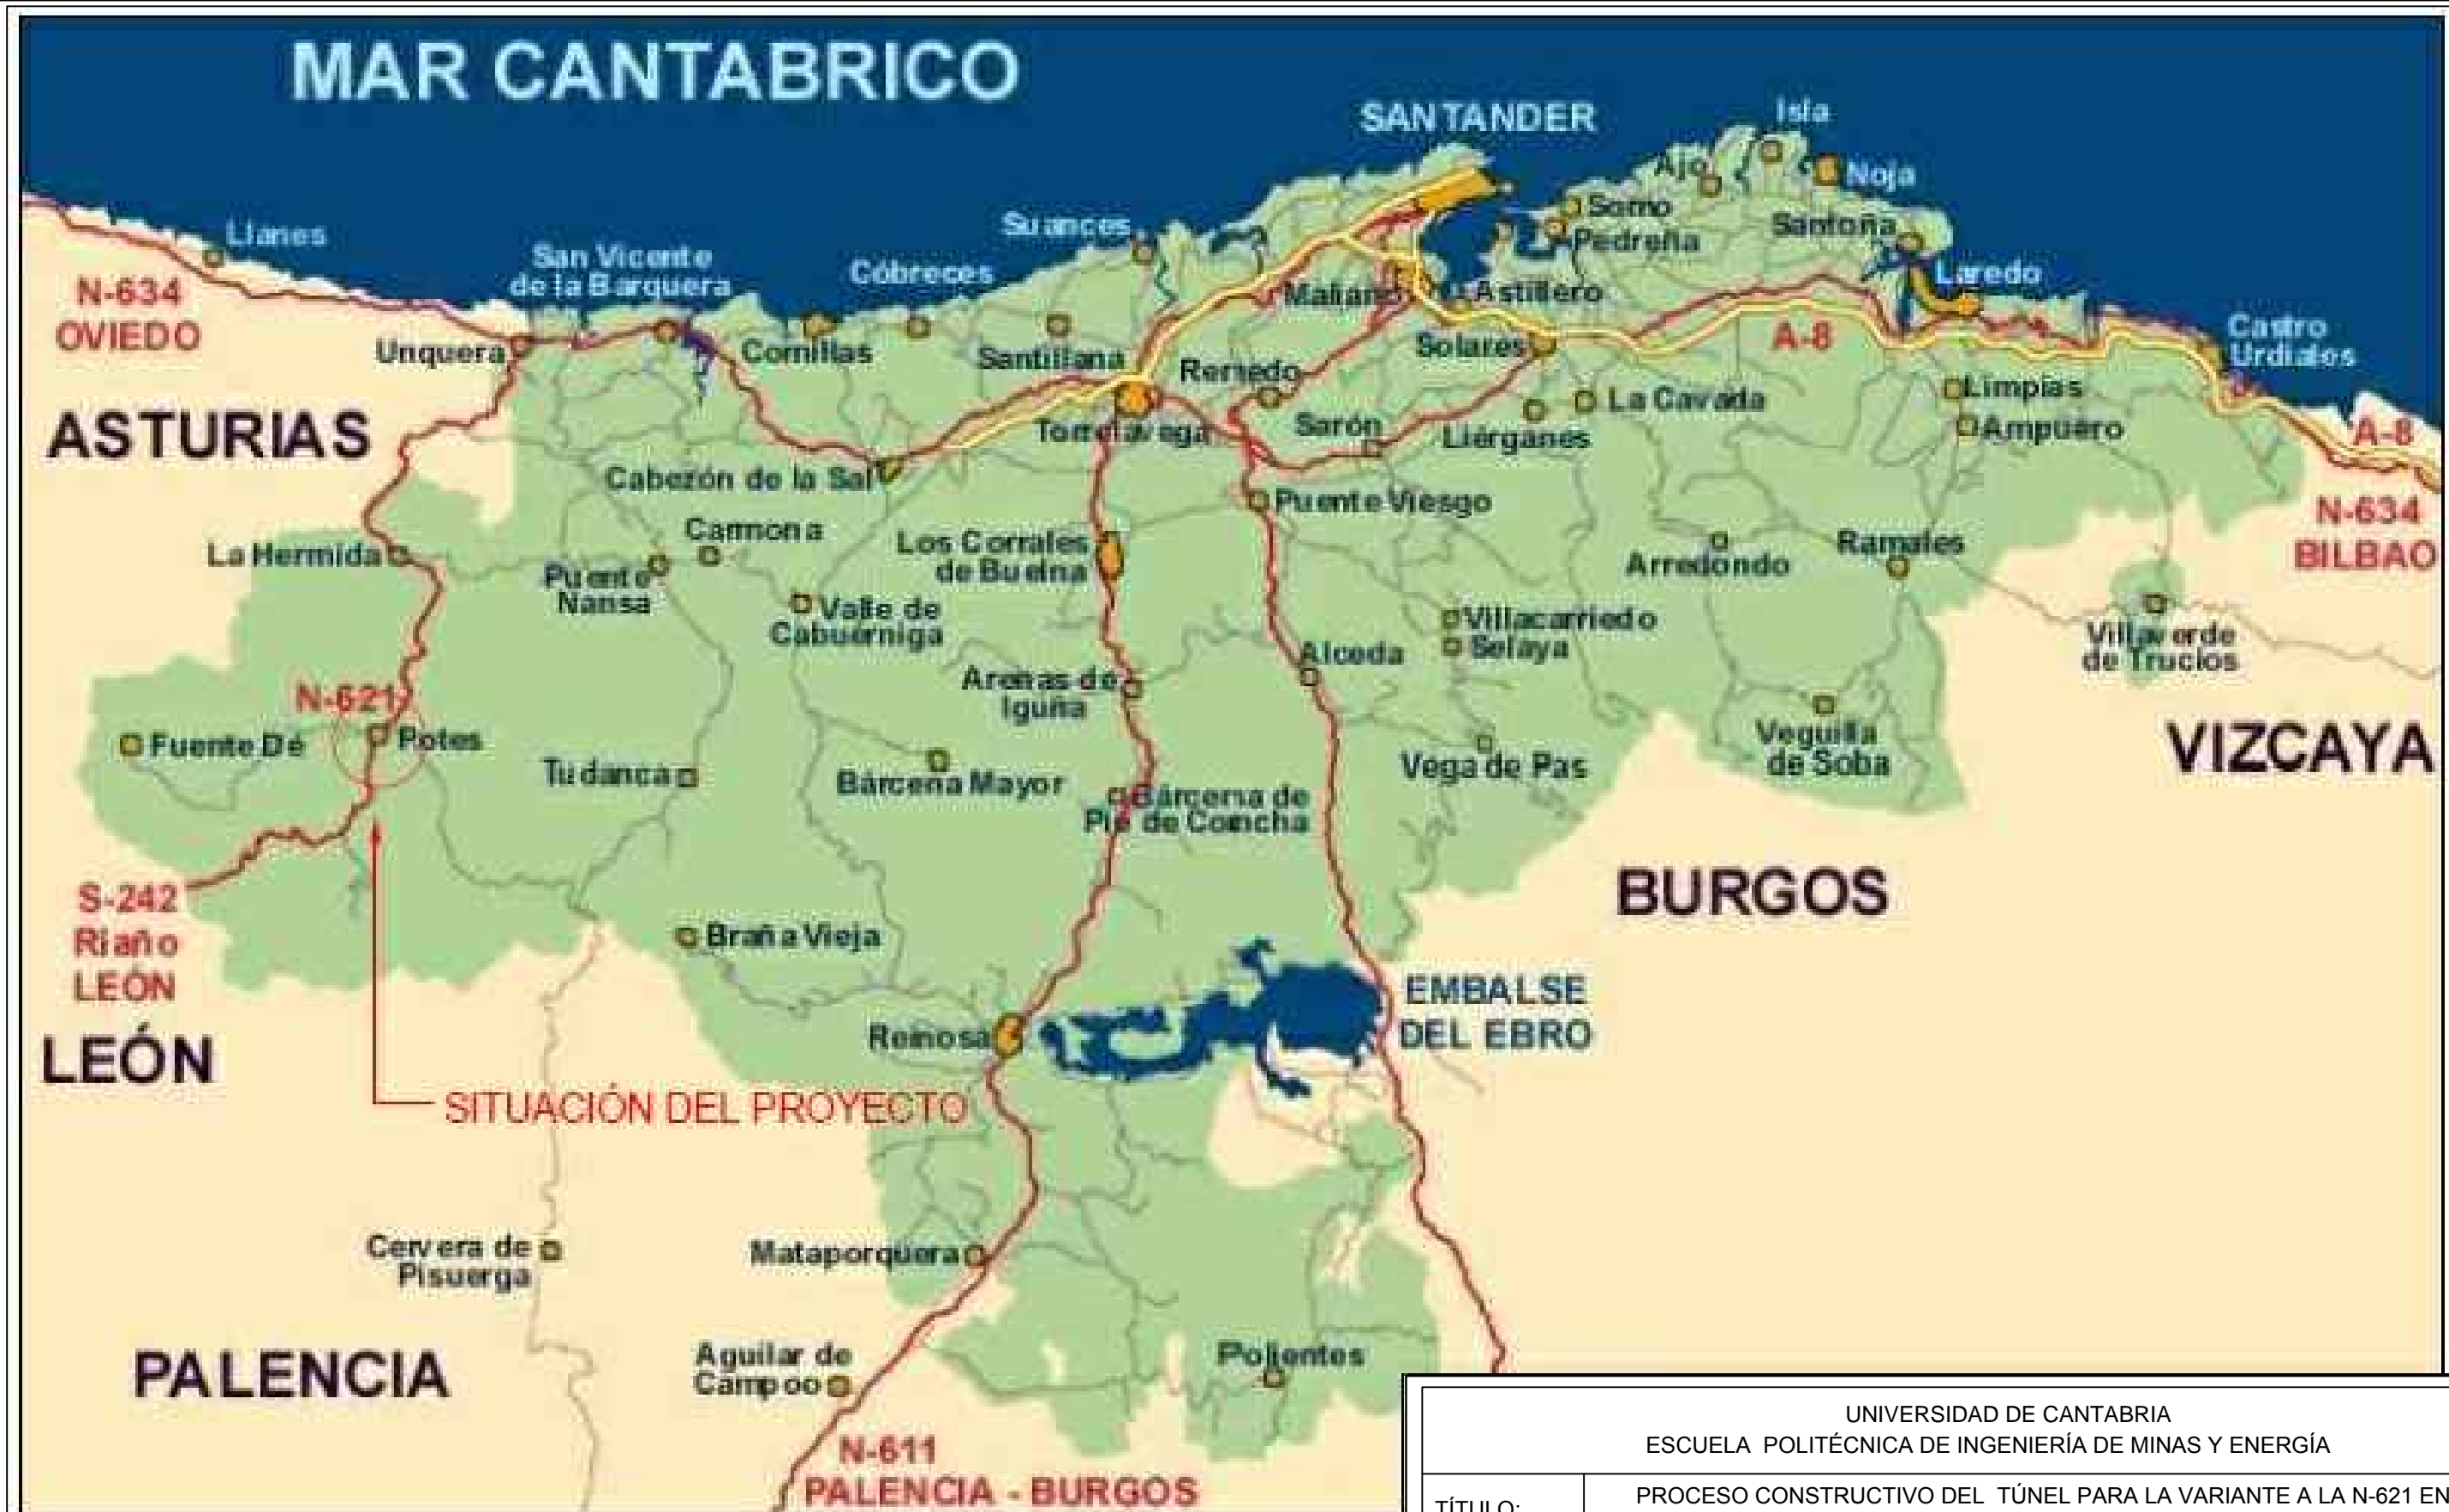 MAR CANTABRICO
SANTANDER
Isla
Ajo
Noja
Somo
Pedreña
Santoña
Laredo
Suances
Llanes
San Vicente
de la Barquera
Cóbreces
N-634
OVIEDO
Unquera
Comillas
Santillana
Maliaño
Astillero
Solares
A-8
Castro
Urdiales
Renedo
La Cavada
Limpias
Ampuero
A-8
ASTURIAS
Torrelavega
Sarón
Liérganes
Cabezón de la Sal
Puente Viesgo
N-634
BILBAO
La Hermida
Carmona
Puente
Nansa
Los Corrales
de Buelna
Arredondo
Ramales
Valle de
Cabuérniga
Villacarriedo
Selaya
Villaverde
de Trucíos
Alceda
Arenas de
Iguña
N-621
Fuente Dé
Potes
Tudanca
Bárcena Mayor
Vega de Pas
Veguilla
de Soba
VIZCAYA
Bárcena de
Pie de Concha
BURGOS
S-242
Riaño
LEÓN
Braña Vieja
EMBALSE
DEL EBRO
LEÓN
Reinosa
SITUACIÓN DEL PROYECTO
Cervera de
Pisuerga
Mataporquera
PALENCIA
Aguilar de
Campoo
Polientes
N-611
PALENCIA - BURGOS
UNIVERSIDAD DE CANTABRIA
ESCUELA POLITÉCNICA DE INGENIERÍA DE MINAS Y ENERGÍA
TÍTULO:
PROCESO CONSTRUCTIVO DEL TÚNEL PARA LA VARIANTE A LA N-621 EN